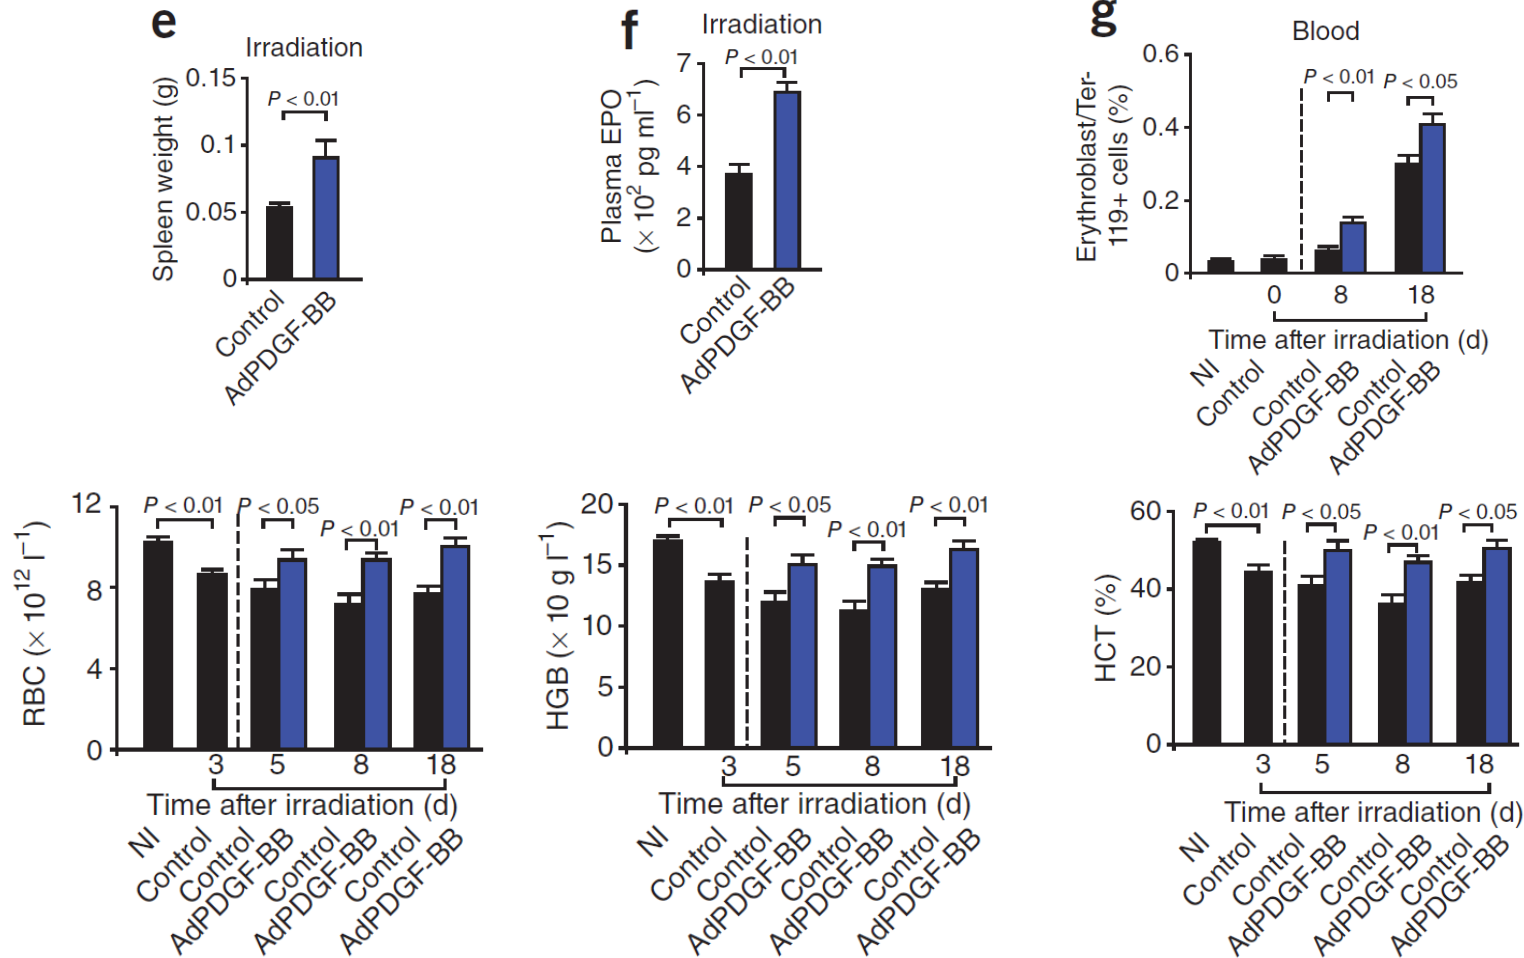 e
Irradiation
Spleen weight (g)
0.15
0.1
0.05
0
P < 0.01
Control
AdPDGF-BB
f
Irradiation
Plasma EPO
(× 10² pg ml⁻¹)
7
6
4
2
0
P < 0.01
Control
AdPDGF-BB
g
Blood
Erythroblast/Ter-
119+ cells (%)
0.6
0.4
0.2
0
P < 0.01
P < 0.05
0 8 18
Time after irradiation (d)
NI
Control
Control
AdPDGF-BB
Control
AdPDGF-BB
RBC (× 10¹² l⁻¹)
12
8
4
0
P < 0.01
P < 0.05
P < 0.01
P < 0.01
3 5 8 18
Time after irradiation (d)
NI
Control
Control
AdPDGF-BB
Control
AdPDGF-BB
Control
AdPDGF-BB
HGB (× 10 g l⁻¹)
20
15
10
5
0
P < 0.01
P < 0.05
P < 0.01
P < 0.01
3 5 8 18
Time after irradiation (d)
NI
Control
Control
AdPDGF-BB
Control
AdPDGF-BB
Control
AdPDGF-BB
HCT (%)
60
40
20
0
P < 0.01
P < 0.05
P < 0.01
P < 0.05
3 5 8 18
Time after irradiation (d)
NI
Control
Control
AdPDGF-BB
Control
AdPDGF-BB
Control
AdPDGF-BB